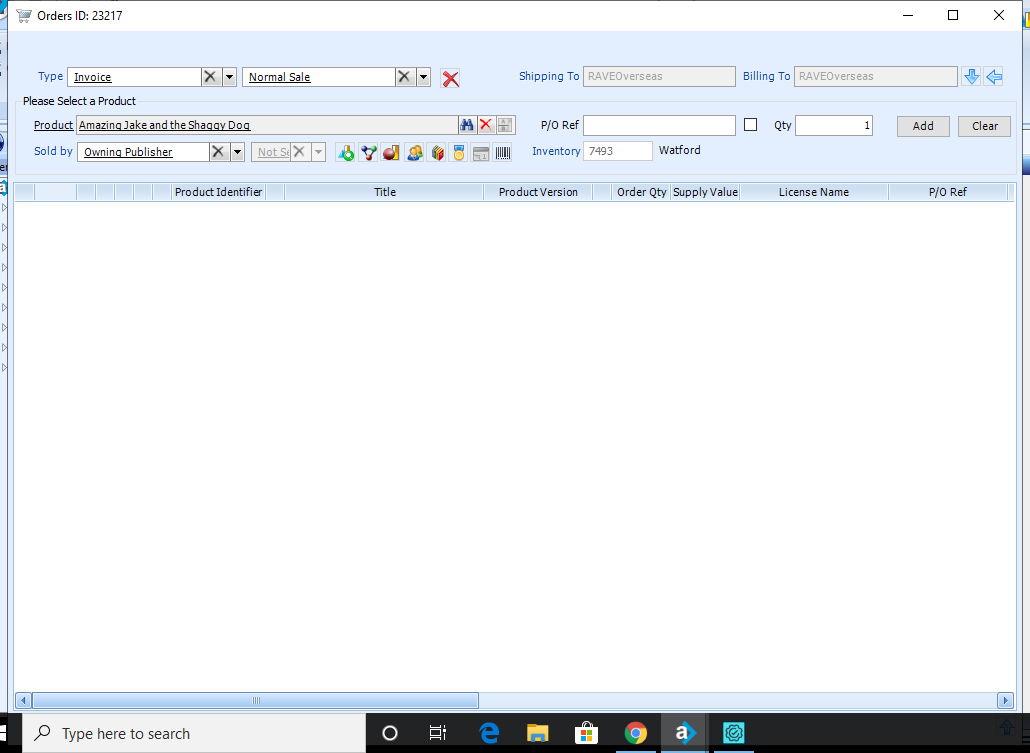 Orders ID: 23217
Type Invoice Normal Sale Shipping To RAVEOverseas Billing To RAVEOverseas
Please Select a Product
Product Amazing Jake and the Shaggy Dog P/O Ref Qty 1 Add Clear
Sold by Owning Publisher Not Se Inventory 7493 Watford
Product Identifier Title Product Version Order Qty Supply Value License Name P/O Ref
Type here to search